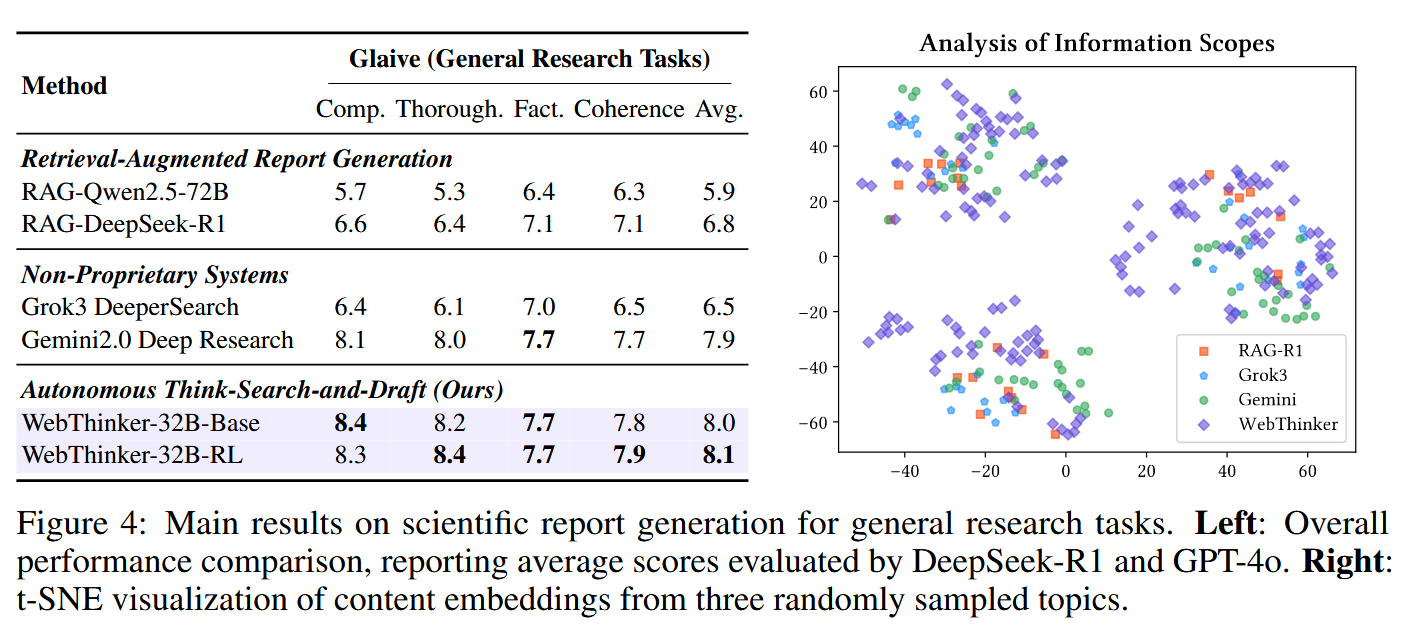 Method
Glaive (General Research Tasks)
Comp. Thorough. Fact. Coherence Avg.
Retrieval-Augmented Report Generation
RAG-Qwen2.5-72B 5.7 5.3 6.4 6.3 5.9
RAG-DeepSeek-R1 6.6 6.4 7.1 7.1 6.8
Non-Proprietary Systems
Grok3 DeeperSearch 6.4 6.1 7.0 6.5 6.5
Gemini2.0 Deep Research 8.1 8.0 7.7 7.7 7.9
Autonomous Think-Search-and-Draft (Ours)
WebThinker-32B-Base 8.4 8.2 7.7 7.8 8.0
WebThinker-32B-RL 8.3 8.4 7.7 7.9 8.1
Analysis of Information Scopes
60
40
20
0
−20
−40
−60
−40 −20 0 20 40 60
RAG-R1
Grok3
Gemini
WebThinker
Figure 4: Main results on scientific report generation for general research tasks. Left: Overall
performance comparison, reporting average scores evaluated by DeepSeek-R1 and GPT-4o. Right:
t-SNE visualization of content embeddings from three randomly sampled topics.